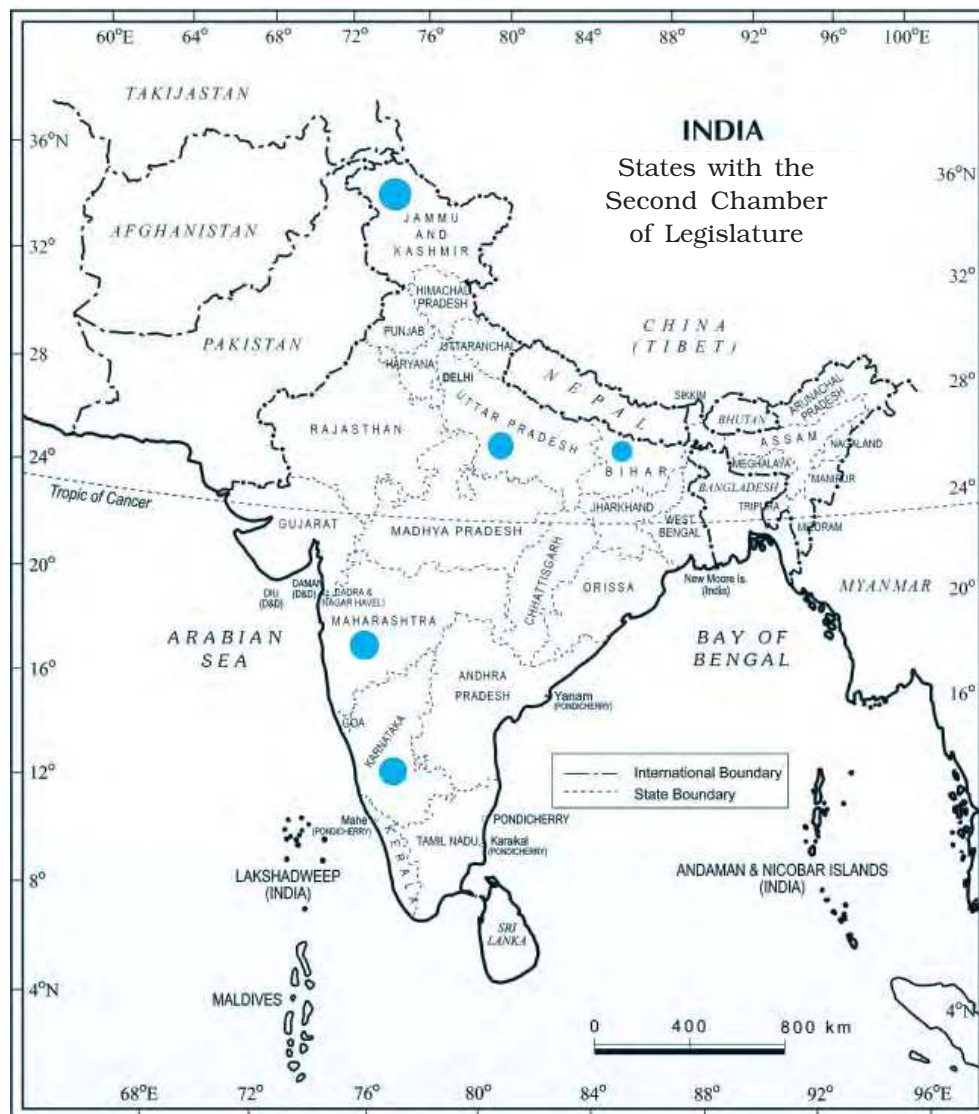 60°E 64° 68° 72° 76° 80° 84° 88° 92° 96° 100°E
TAKIJASTAN
INDIA
States with the
Second Chamber
of Legislature
36°N
36°N
AFGHANISTAN
JAMMU
AND
KASHMIR
32°
32°
HIMACHAL
PRADESH
CHINA
(TIBET)
PUNJAB
PAKISTAN
UTTARANCHAL
28°
28°
HARYANA
DELHI
NEPAL
SIKKIM
ARUNACHAL
PRADESH
BHUTAN
UTTAR PRADESH
RAJASTHAN
ASSAM
NAGALAND
24°
24°
BIHAR
MEGHALAYA
MANIPUR
BANGLADESH
Tropic of Cancer
JHARKHAND
TRIPURA
GUJARAT
MADHYA PRADESH
WEST
BENGAL
MIZORAM
CHHATTISGARH
20°
20°
DIU
(D&D)
DAMAN
(D&D)
DADRA &
NAGAR HAVELI
ORISSA
New Moore Is.
(India)
MYANMAR
MAHARASHTRA
ARABIAN
SEA
BAY OF
BENGAL
16°
16°
ANDHRA
PRADESH
Yanam
(PONDICHERRY)
GOA
KARNATAKA
International Boundary
State Boundary
12°
12°
Mahe
(PONDICHERRY)
PONDICHERRY
KERALA
TAMIL NADU
Karaikal
(PONDICHERRY)
LAKSHADWEEP
(INDIA)
ANDAMAN & NICOBAR ISLANDS
(INDIA)
8°
8°
SRI
LANKA
MALDIVES
4°N
4°N
0 400 800 km
68°E 72° 76° 80° 84° 88° 92° 96°E